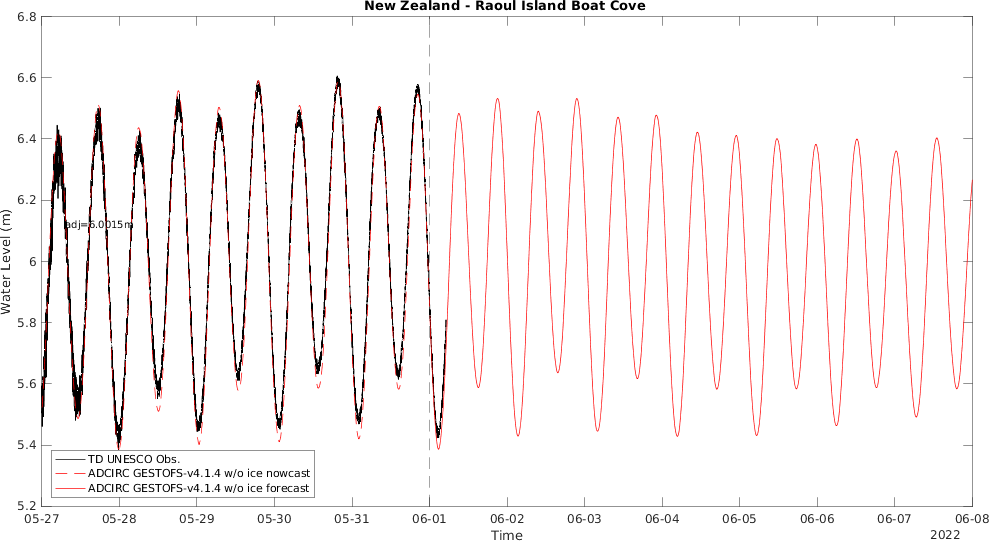 New Zealand - Raoul Island Boat Cove
6.8
6.6
6.4
6.2
6
5.8
5.6
5.4
5.2
Water Level (m)
adj=6.0015m
TD UNESCO Obs.
ADCIRC GESTOFS-v4.1.4 w/o ice nowcast
ADCIRC GESTOFS-v4.1.4 w/o ice forecast
05-27 05-28 05-29 05-30 05-31 06-01 06-02 06-03 06-04 06-05 06-06 06-07 06-08
Time
2022